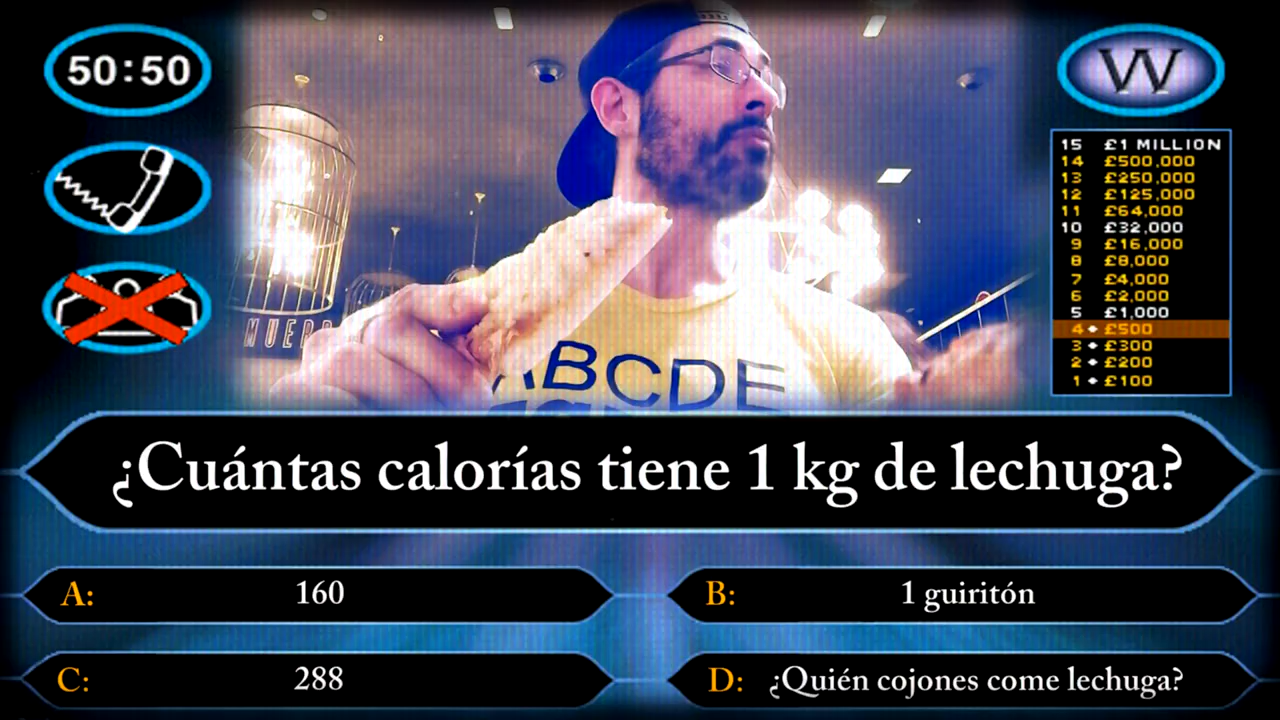 50:50
W
15 £1 MILLION
14 £500,000
13 £250,000
12 £125,000
11 £64,000
10 £32,000
9 £16,000
8 £8,000
7 £4,000
6 £2,000
5 £1,000
4 ◆ £500
3 ◆ £300
2 ◆ £200
1 ◆ £100
ABCDE
¿Cuántas calorías tiene 1 kg de lechuga?
A: 160
B: 1 guiritón
C: 288
D: ¿Quién cojones come lechuga?